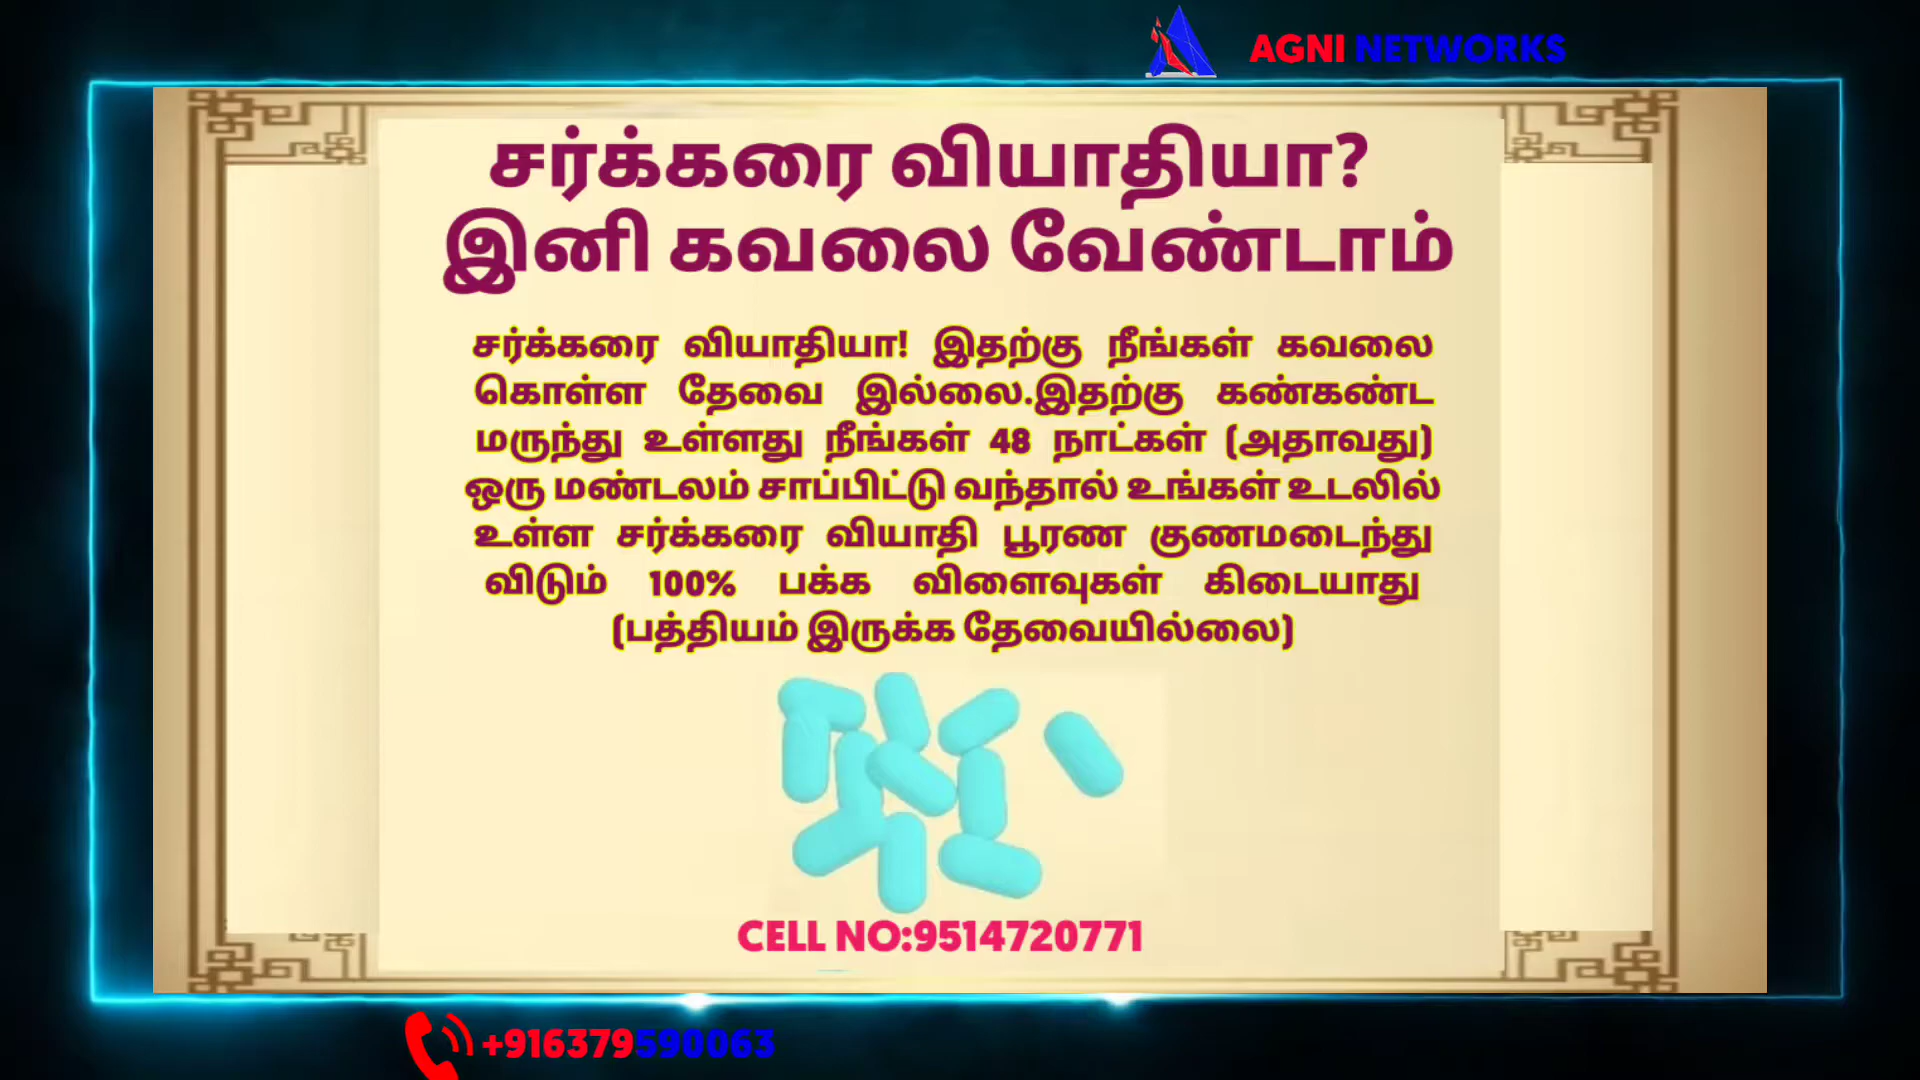 AGNI NETWORKS
சர்க்கரை வியாதியா?
இனி கவலை வேண்டாம்
சர்க்கரை வியாதியா! இதற்கு நீங்கள் கவலை
கொள்ள தேவை இல்லை.இதற்கு கண்கண்ட
மருந்து உள்ளது நீங்கள் 48 நாட்கள் (அதாவது)
ஒரு மண்டலம் சாப்பிட்டு வந்தால் உங்கள் உடலில்
உள்ள சர்க்கரை வியாதி பூரண குணமடைந்து
விடும் 100% பக்க விளைவுகள் கிடையாது
(பத்தியம் இருக்க தேவையில்லை)
CELL NO:9514720771
+916379590063